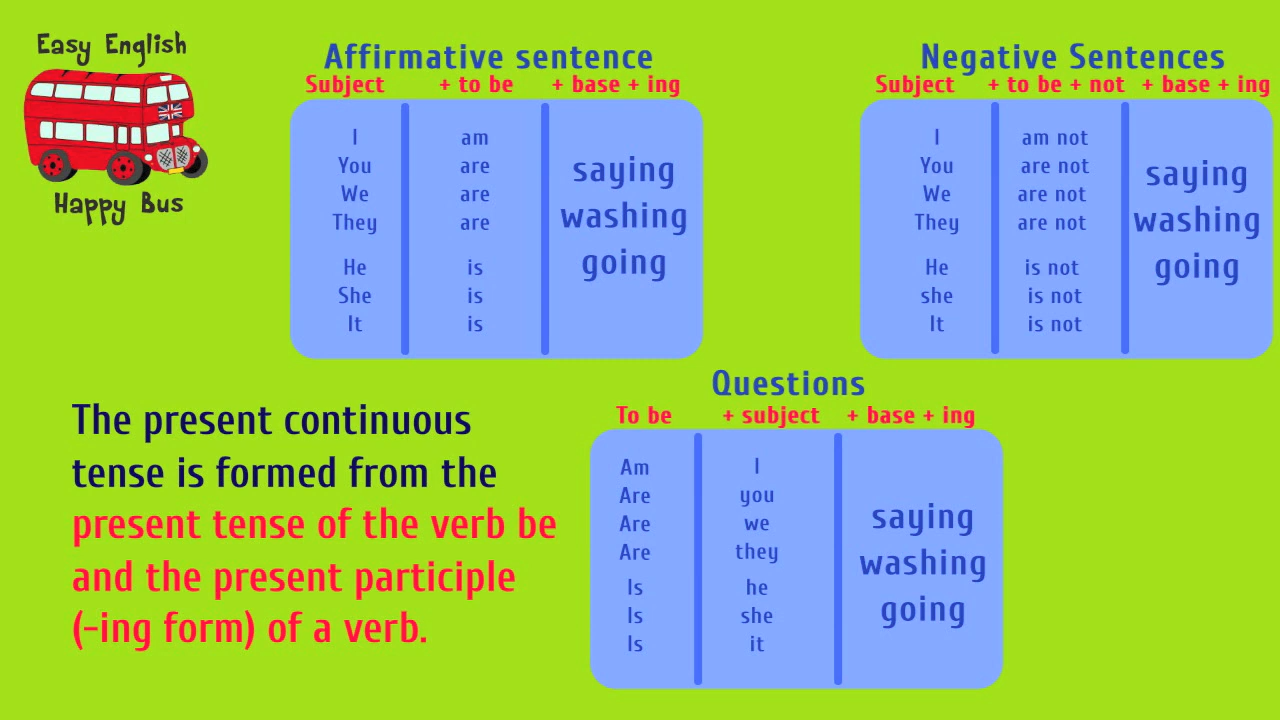 Easy English
Happy Bus
Affirmative sentence
Subject + to be + base + ing
I am
You are
We are
They are
He is
She is
It is
saying
washing
going
Negative Sentences
Subject + to be + not + base + ing
I am not
You are not
We are not
They are not
He is not
she is not
It is not
saying
washing
going
The present continuous
tense is formed from the
present tense of the verb be
and the present participle
(-ing form) of a verb.
Questions
To be + subject + base + ing
Am I
Are you
Are we
Are they
Is he
Is she
Is it
saying
washing
going